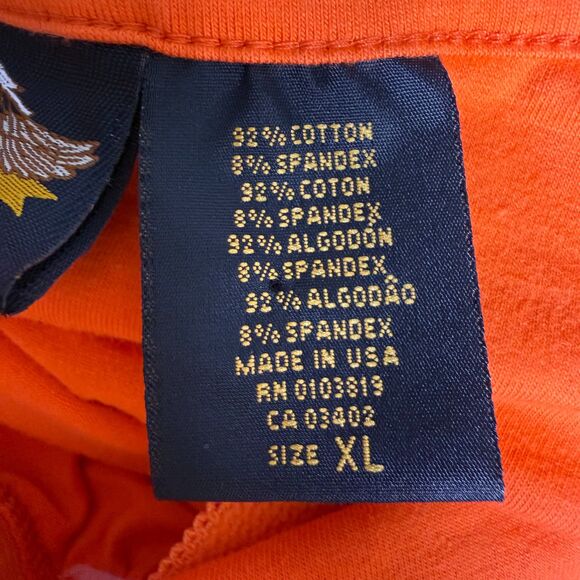 92% COTTON
8% SPANDEX
92% COTON
8% SPANDEX
92% ALGODÓN
8% SPANDEX
92% ALGODÃO
8% SPANDEX
MADE IN USA
RN 0103819
CA 03402
SIZE XL